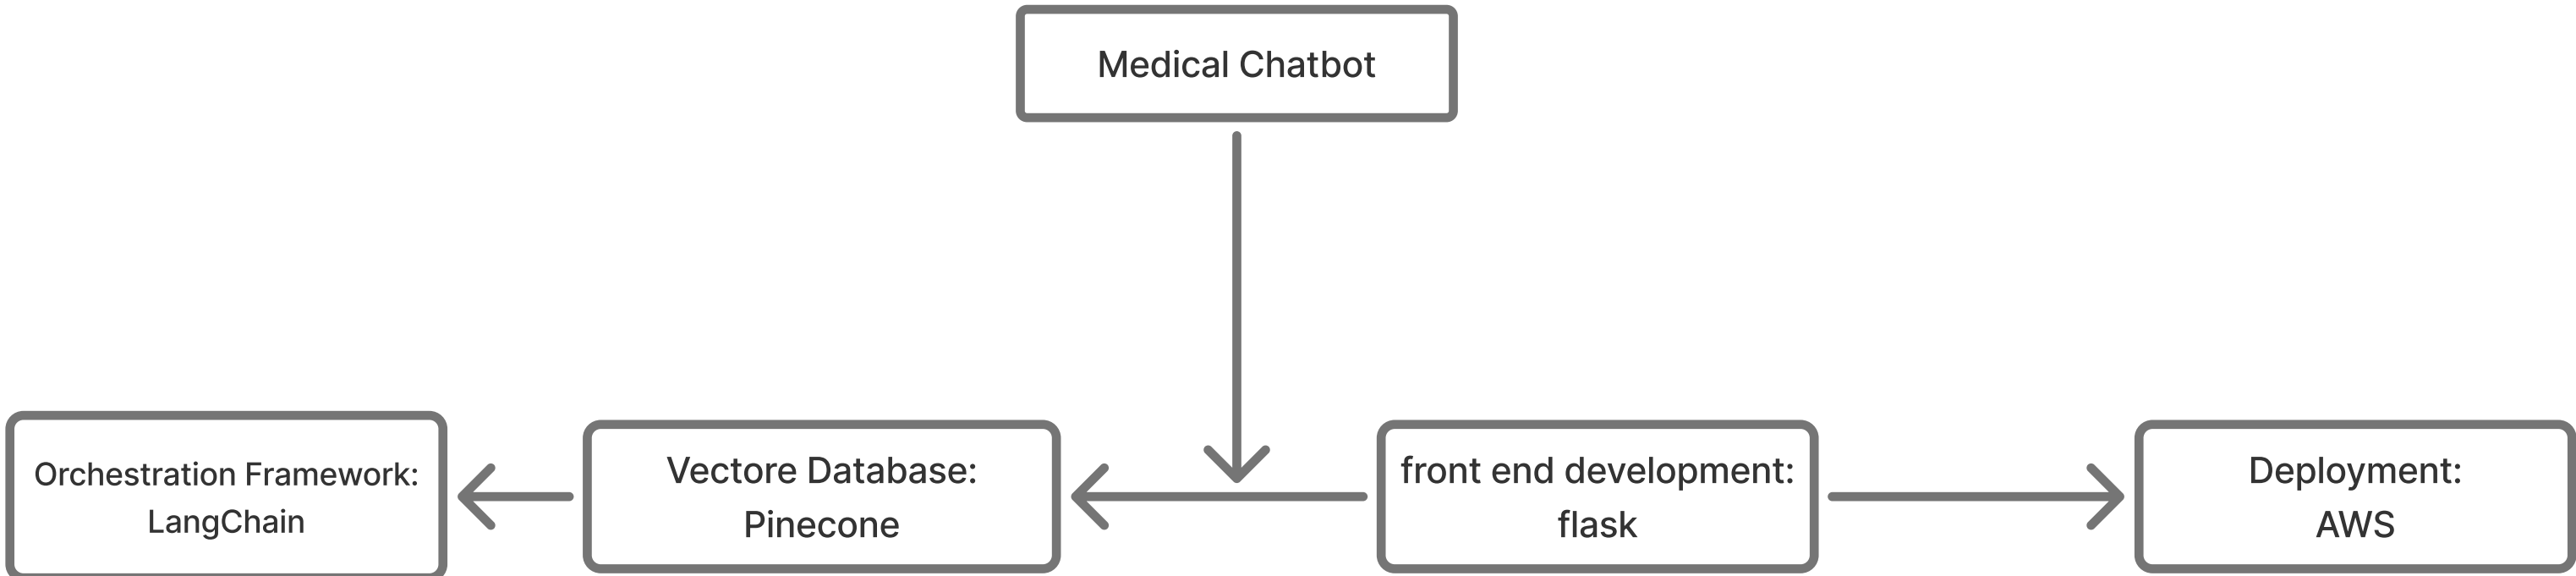 Medical Chatbot
Orchestration Framework:
LangChain
Vectore Database:
Pinecone
front end development:
flask
Deployment:
AWS